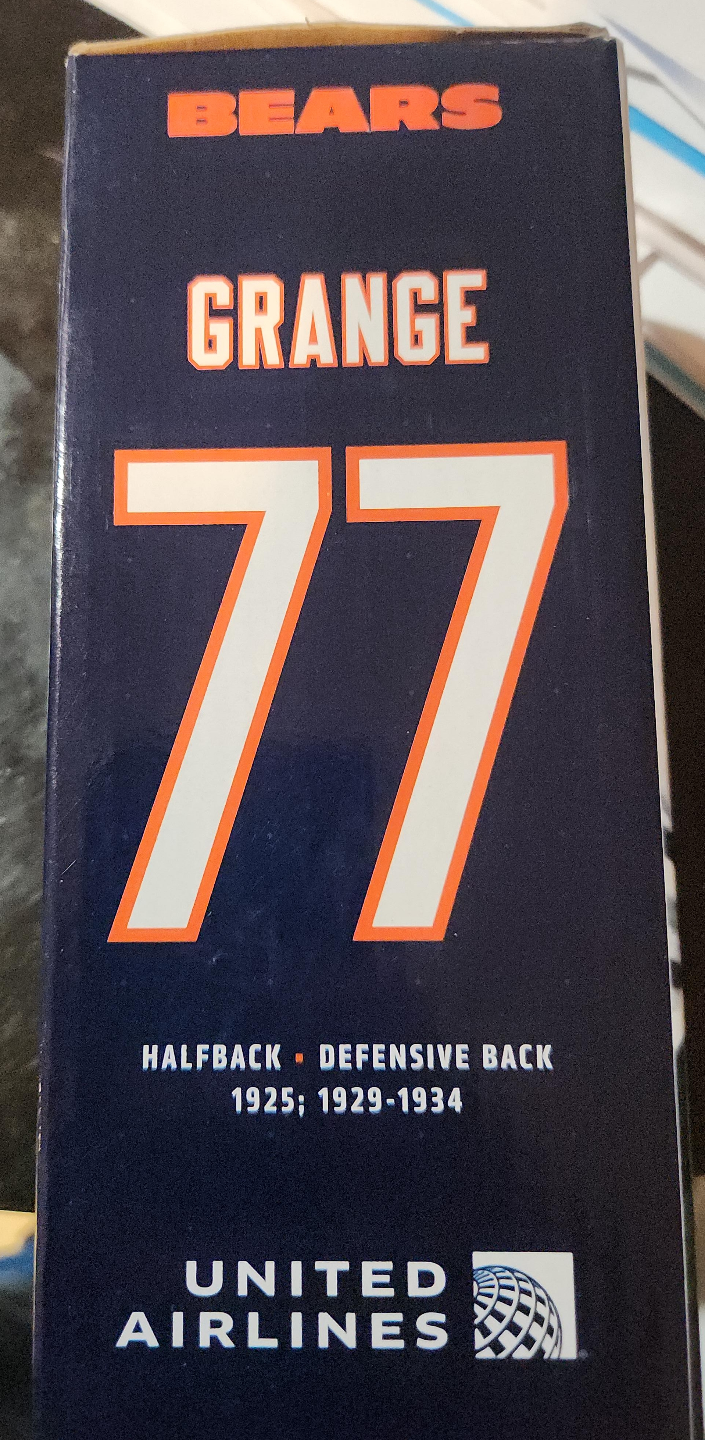 BEARS
GRANGE
77
HALFBACK · DEFENSIVE BACK
1925; 1929-1934
UNITED
AIRLINES